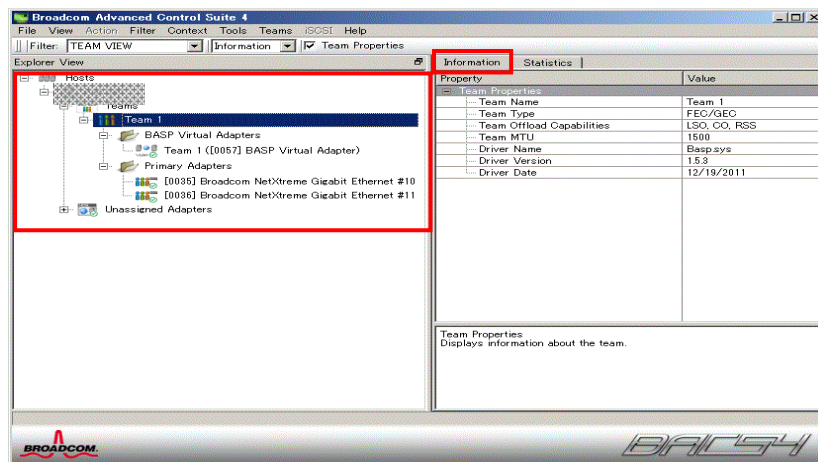 Broadcom Advanced Control Suite 4
File View Action Filter Context Tools Teams iSCSI Help
Filter: TEAM VIEW Information Team Properties
Explorer View
Hosts
Teams
Team 1
BASP Virtual Adapters
Team 1 ([0057] BASP Virtual Adapter)
Primary Adapters
[0035] Broadcom NetXtreme Gigabit Ethernet #10
[0036] Broadcom NetXtreme Gigabit Ethernet #11
Unassigned Adapters
Information Statistics
Property Value
Team Properties
Team Name Team 1
Team Type FEC/GEC
Team Offload Capabilities LSO, CO, RSS
Team MTU 1500
Driver Name Basp.sys
Driver Version 1.5.3
Driver Date 12/19/2011
Team Properties
Displays information about the team.
BROADCOM.
BACS4